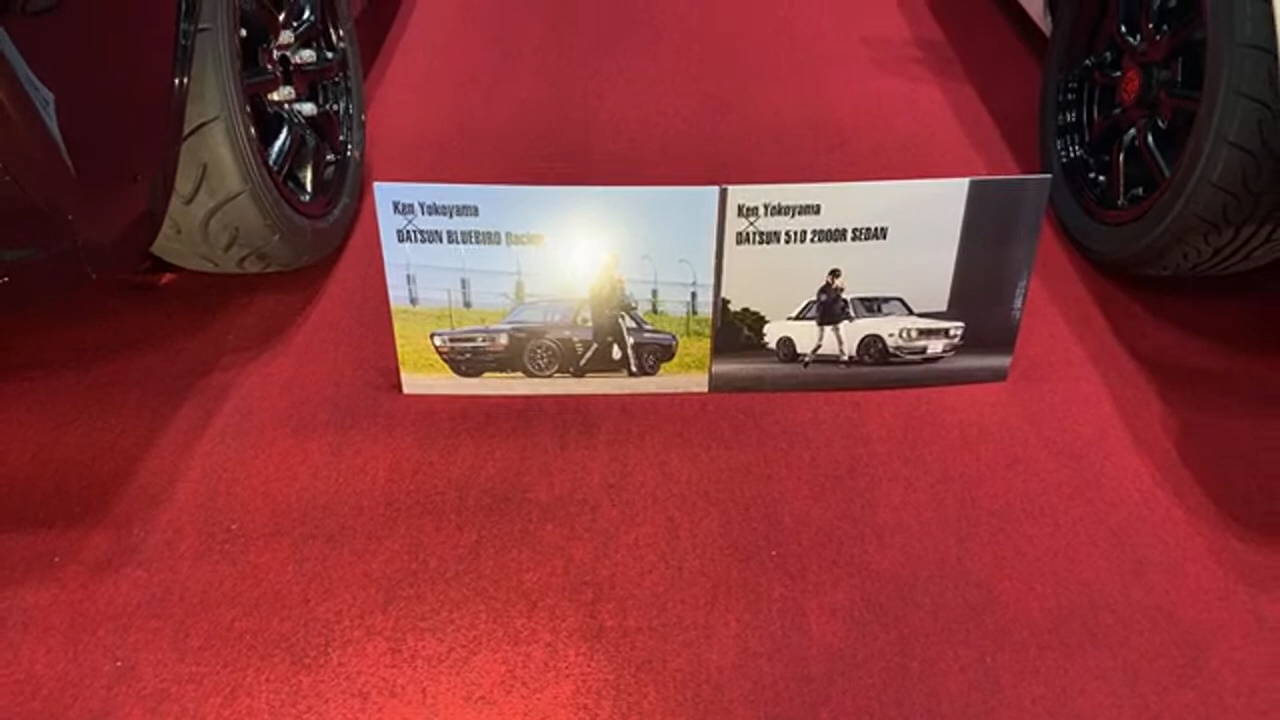 Ken Yokoyama
×
DATSUN BLUEBIRD Racing
Ken Yokoyama
×
DATSUN 510 2000R SEDAN